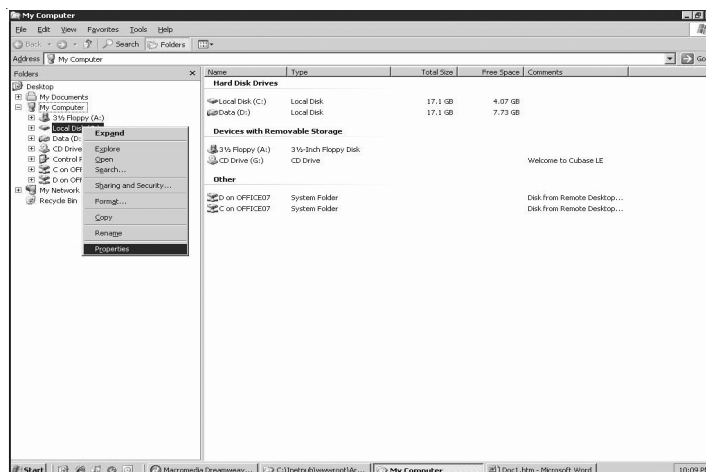 My Computer
File Edit View Favorites Tools Help
Back Search Folders
Address My Computer Go
Folders
Desktop
My Documents
My Computer
3½ Floppy (A:)
Local Dis
Data (D:
CD Drive
Control P
C on OFF
D on OFF
My Network
Recycle Bin
Expand
Explore
Open
Search...
Sharing and Security...
Format...
Copy
Rename
Properties
Name Type Total Size Free Space Comments
Hard Disk Drives
Local Disk (C:) Local Disk 17.1 GB 4.07 GB
Data (D:) Local Disk 17.1 GB 7.73 GB
Devices with Removable Storage
3½ Floppy (A:) 3½-Inch Floppy Disk
CD Drive (G:) CD Drive Welcome to Cubase LE
Other
D on OFFICE07 System Folder Disk from Remote Desktop...
C on OFFICE07 System Folder Disk from Remote Desktop...
Start Macromedia Dreamweav... C:\Inetpub\wwwroot\Ar... My Computer Doc1.htm - Microsoft Word 10:09 PM